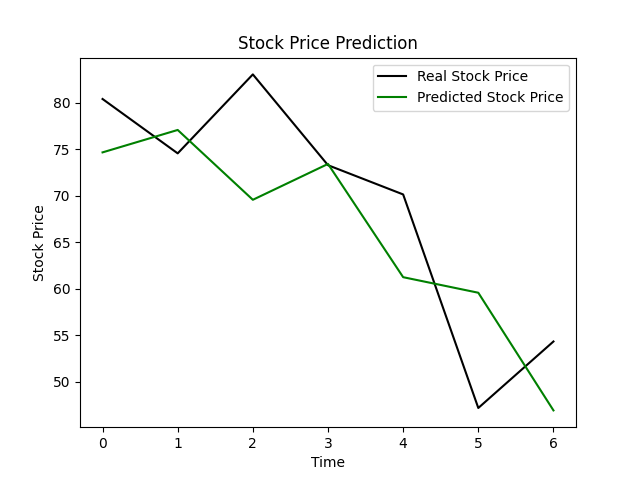 Stock Price Prediction
Real Stock Price
Predicted Stock Price
Stock Price
80
75
70
65
60
55
50
0 1 2 3 4 5 6
Time